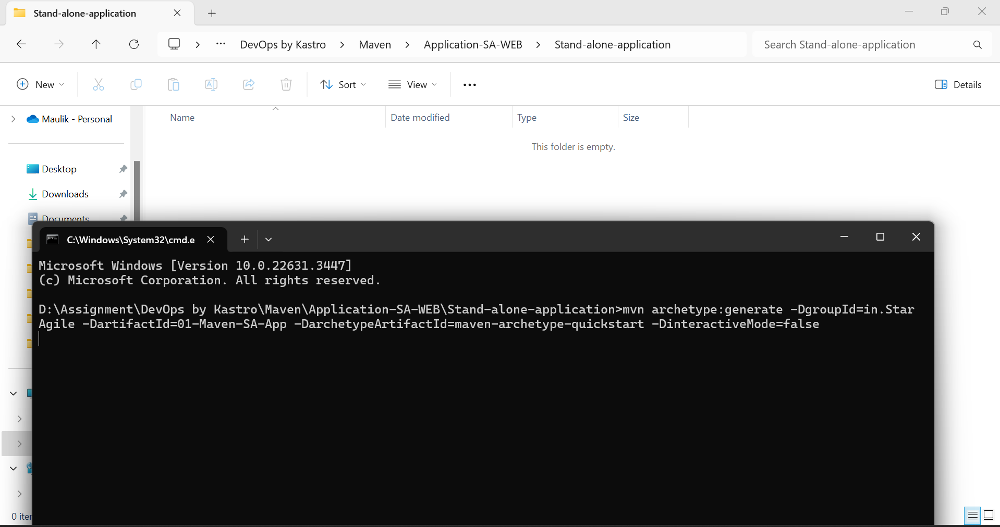 Stand-alone-application
DevOps by Kastro > Maven > Application-SA-WEB > Stand-alone-application
Search Stand-alone-application
New
Sort
View
Details
Maulik - Personal
Name
Date modified
Type
Size
This folder is empty.
Desktop
Downloads
Documents
C:\Windows\System32\cmd.e
Microsoft Windows [Version 10.0.22631.3447]
(c) Microsoft Corporation. All rights reserved.
D:\Assignment\DevOps by Kastro\Maven\Application-SA-WEB\Stand-alone-application>mvn archetype:generate -DgroupId=in.Star
Agile -DartifactId=01-Maven-SA-App -DarchetypeArtifactId=maven-archetype-quickstart -DinteractiveMode=false
0 iter